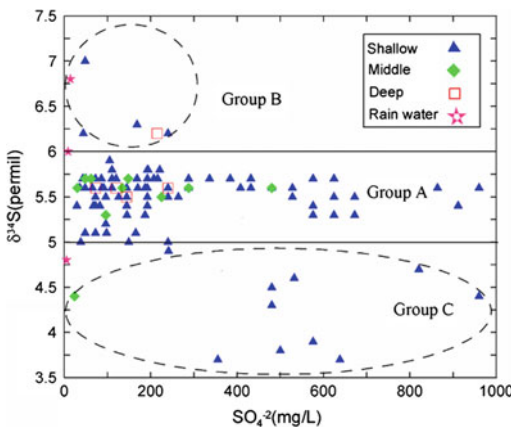 7.5
7
6.5
6
5.5
5
4.5
4
3.5
δ³⁴S(permil)
Shallow
Middle
Deep
Rain water
Group B
Group A
Group C
0 200 400 600 800 1000
SO₄⁻²(mg/L)